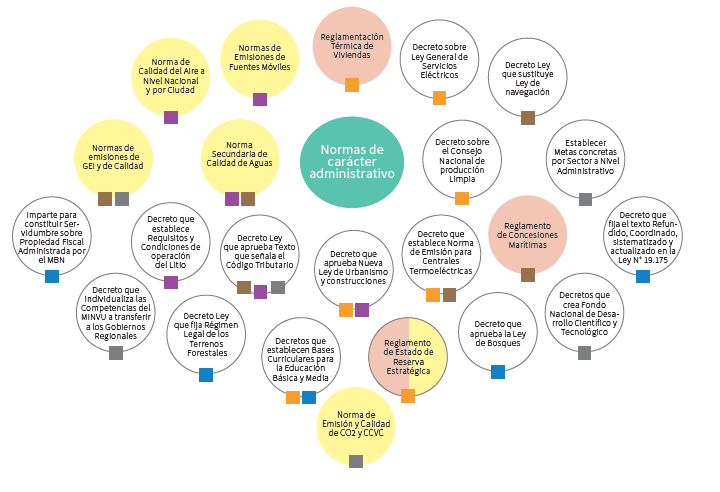 Reglamentación
Térmica de
Viviendas
Normas de
Emisiones de
Fuentes Móviles
Decreto sobre
Ley General de
Servicios
Eléctricos
Norma de
Calidad del Aire a
Nivel Nacional
y por Ciudad
Decreto Ley
que sustituye
Ley de
navegación
Normas de
emisiones de
GEI y de Calidad
Norma
Secundaria de
Calidad de Aguas
Normas de
carácter
administrativo
Decreto sobre
el Consejo
Nacional de
producción
Limpia
Establecer
Metas concretas
por Sector a Nivel
Administrativo
Imparte para
constituir Ser-
vidumbre sobre
Propiedad Fiscal
Administrada por
el MBN
Decreto que
establece
Requisitos y
Condiciones de
operación
del Litio
Decreto Ley
que aprueba Texto
que señala el
Código Tributario
Decreto que
aprueba Nueva
Ley de Urbanismo
y construcciones
Decreto que
establece Norma
de Emisión para
Centrales
Termoeléctricas
Reglamento
de Concesiones
Marítimas
Decreto que
fija el texto Refun-
dido, Coordinado,
sistematizado y
actualizado en la
Ley N° 19.175
Decreto que
individualiza las
Competencias del
MINVU a transferir
a los Gobiernos
Regionales
Decreto Ley
que fija Régimen
Legal de los
Terrenos
Forestales
Decretos que
establecen Bases
Curriculares para
la Educación
Básica y Media
Reglamento
de Estado de
Reserva
Estratégica
Decreto que
aprueba la Ley
de Bosques
Decretos que
crea Fondo
Nacional de Desa-
rrollo Científico y
Tecnológico
Norma de
Emisión y Calidad
de CO2 y CCVC